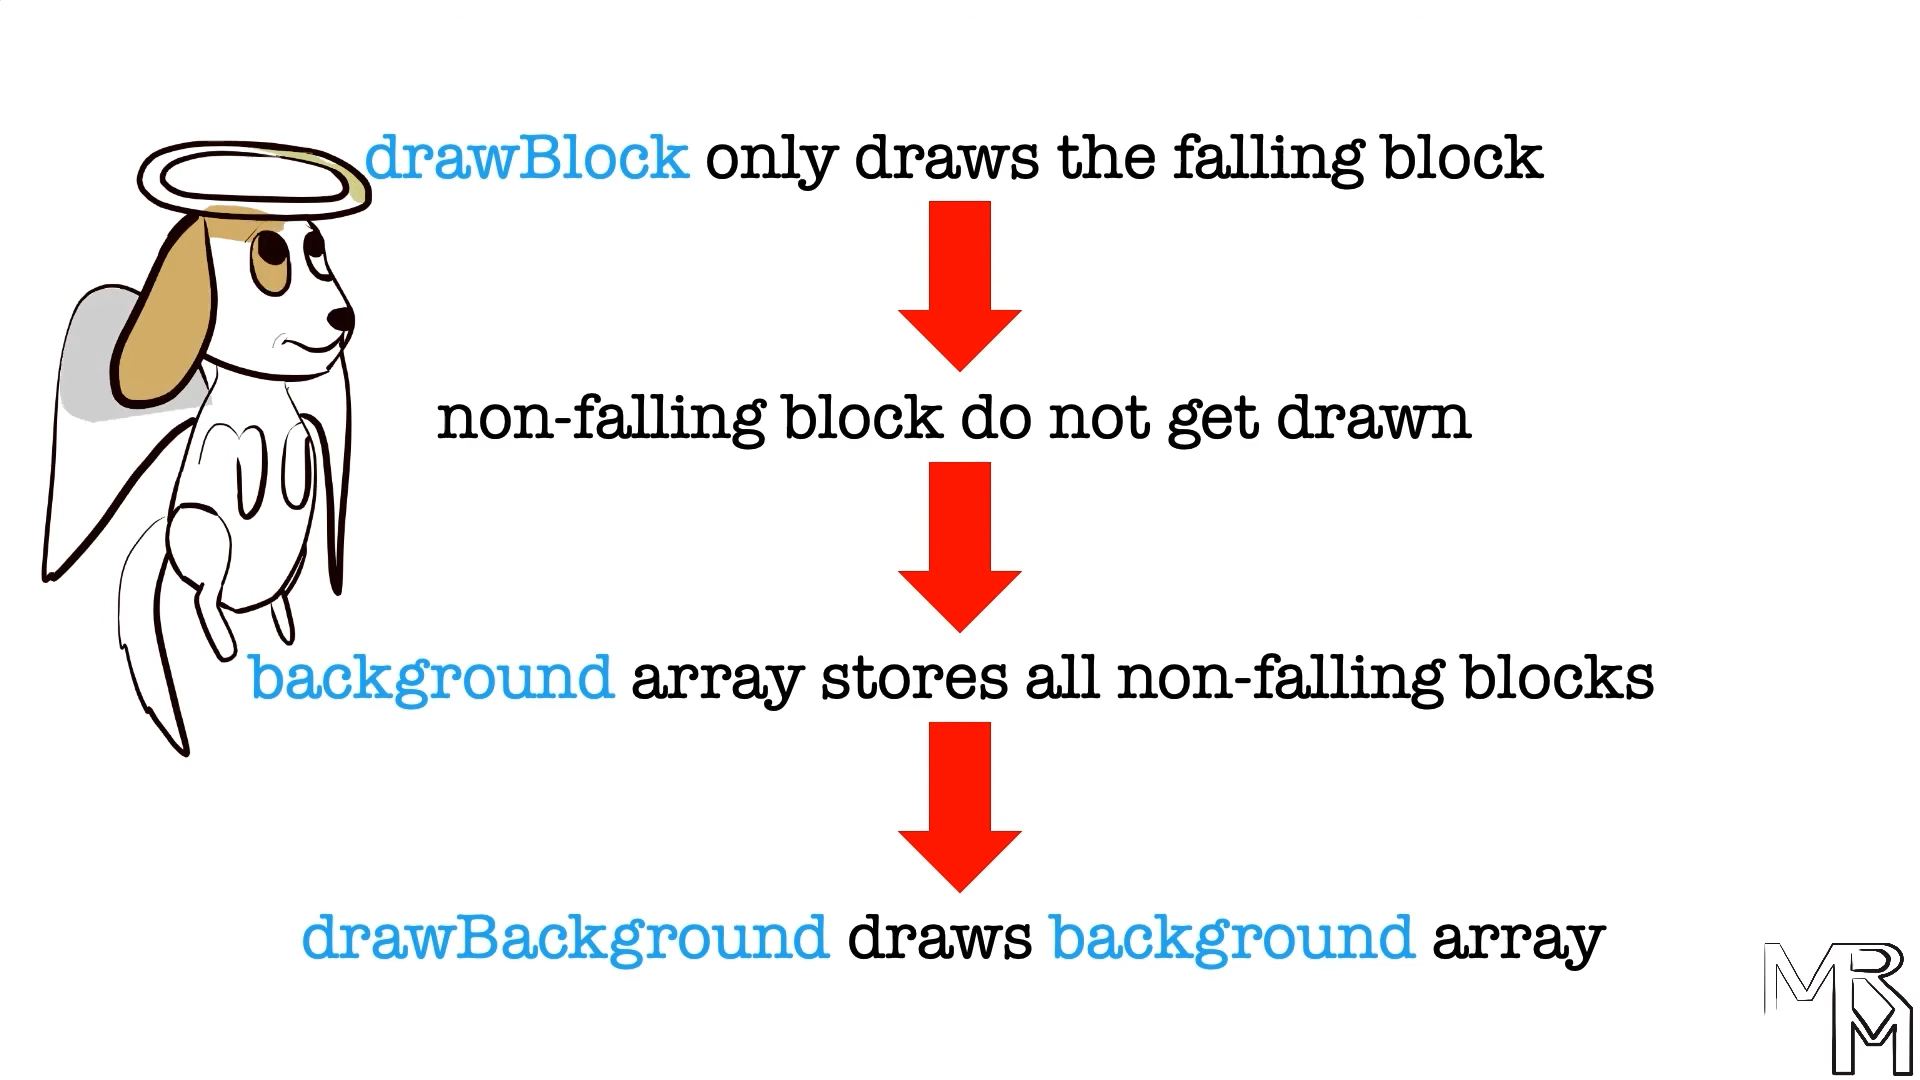 drawBlock only draws the falling block
non-falling block do not get drawn
background array stores all non-falling blocks
drawBackground draws background array
MRM